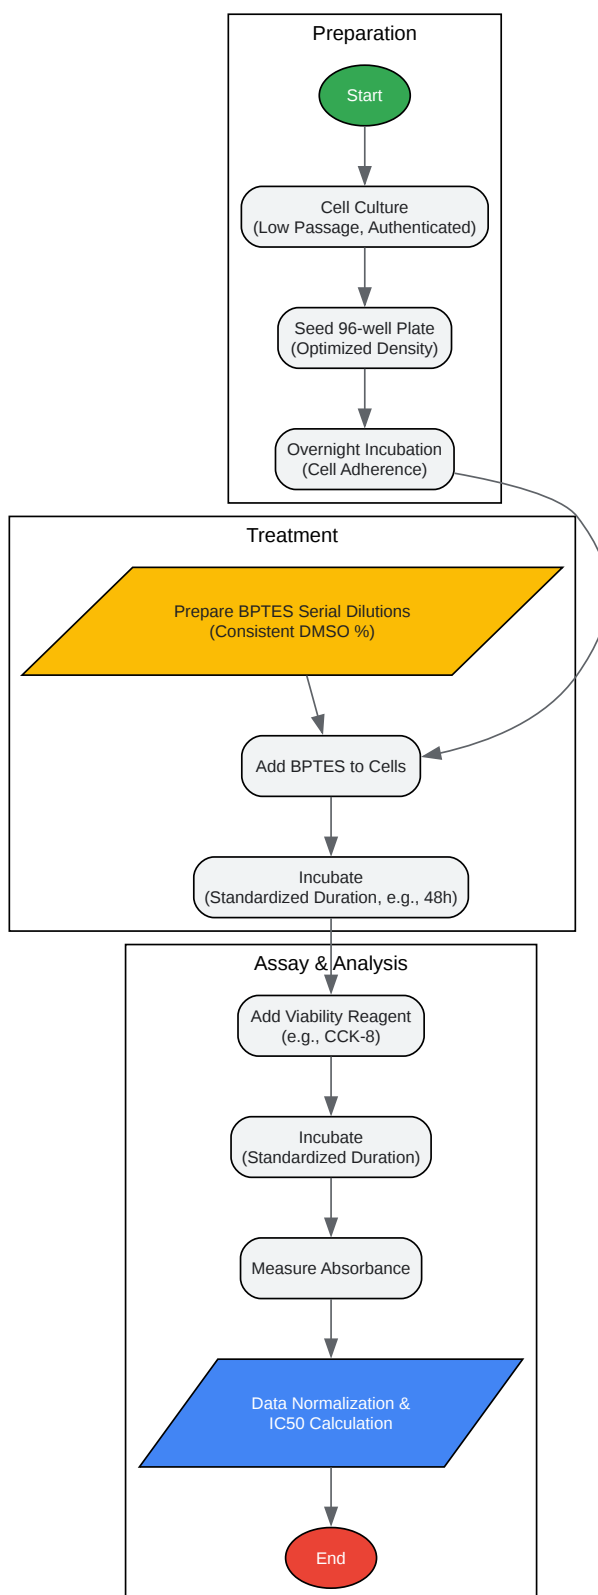 Preparation
Start
Cell Culture
(Low Passage, Authenticated)
Seed 96-well Plate
(Optimized Density)
Overnight Incubation
(Cell Adherence)
Treatment
Prepare BPTES Serial Dilutions
(Consistent DMSO %)
Add BPTES to Cells
Incubate
(Standardized Duration, e.g., 48h)
Assay & Analysis
Add Viability Reagent
(e.g., CCK-8)
Incubate
(Standardized Duration)
Measure Absorbance
Data Normalization &
IC50 Calculation
End